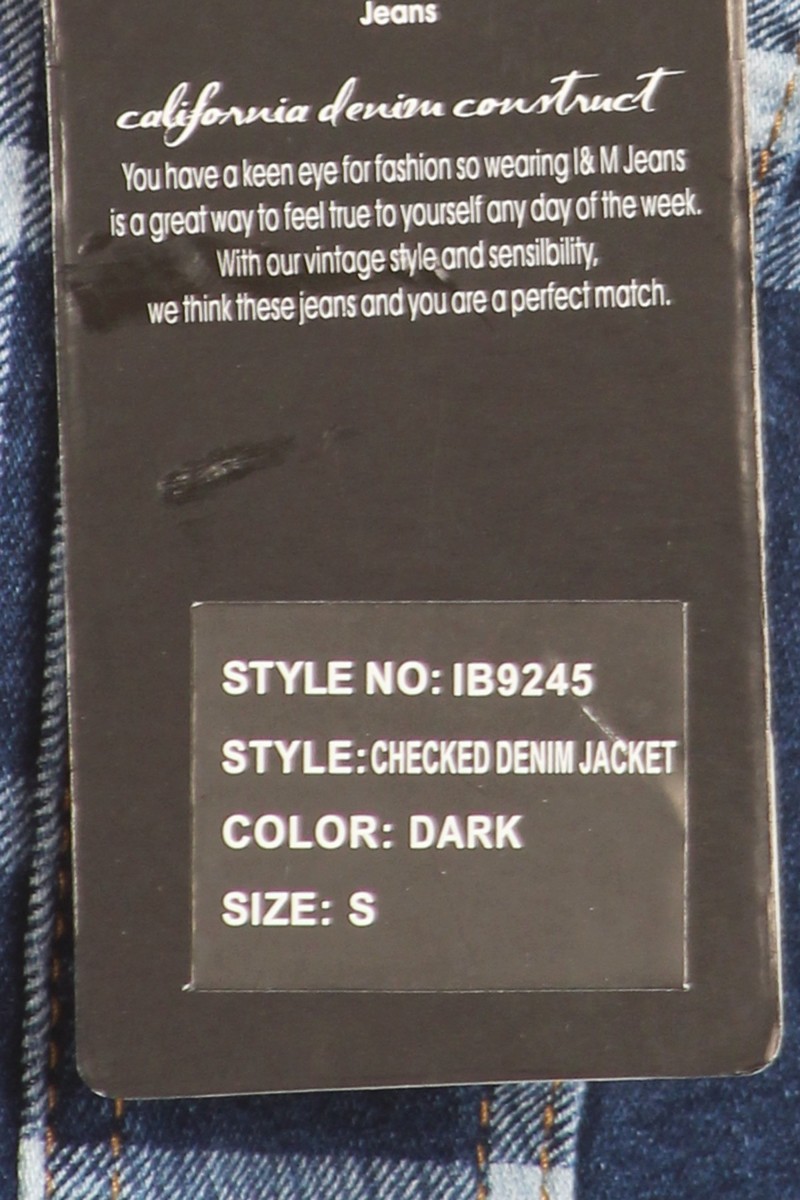 Jeans
california denim construct
You have a keen eye for fashion so wearing I& M Jeans
is a great way to feel true to yourself any day of the week.
With our vintage style and sensilbility,
we think these jeans and you are a perfect match.
STYLE NO: IB9245
STYLE:CHECKED DENIM JACKET
COLOR: DARK
SIZE: S